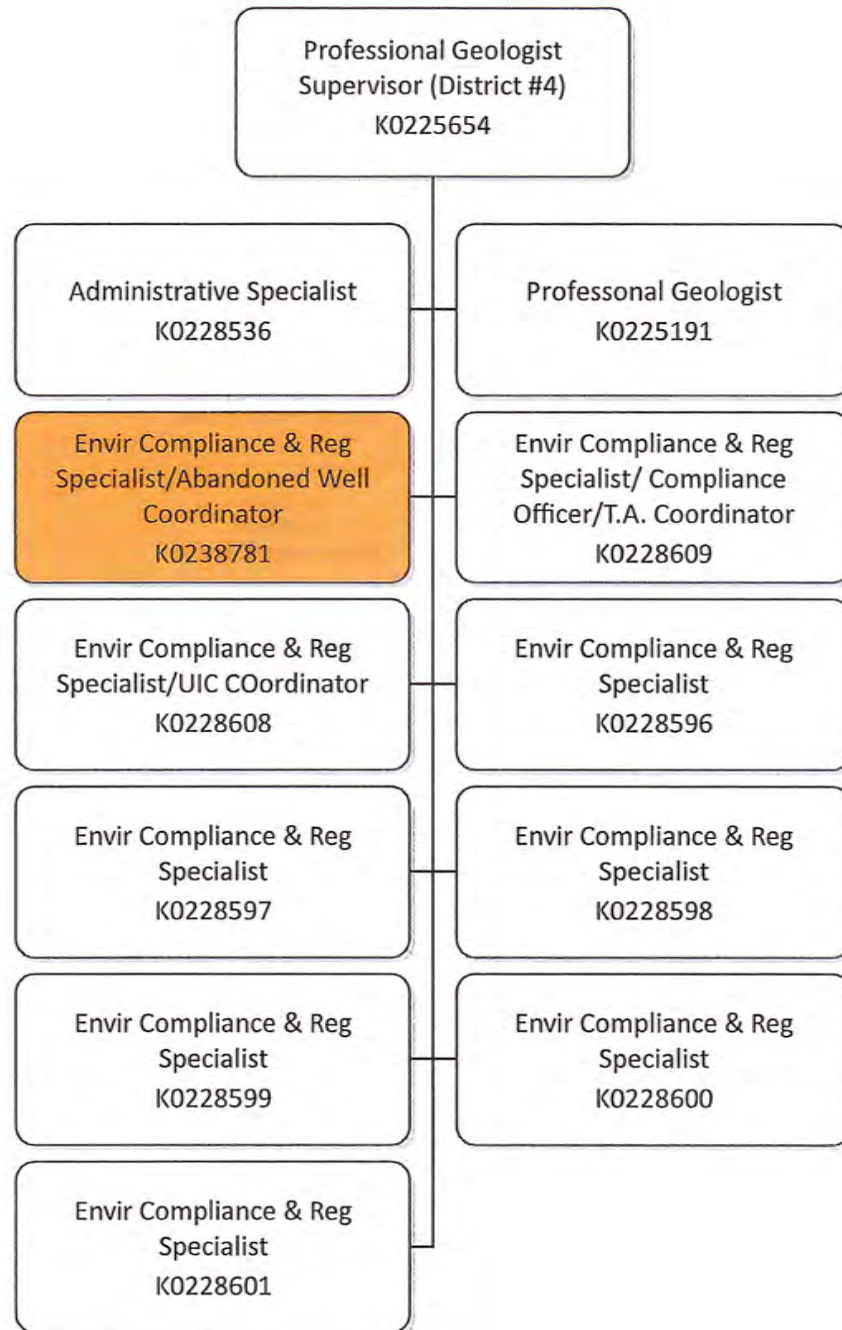 Professional Geologist
Supervisor (District #4)
K0225654
Administrative Specialist
K0228536
Professonal Geologist
K0225191
Envir Compliance & Reg
Specialist/Abandoned Well
Coordinator
K0238781
Envir Compliance & Reg
Specialist/ Compliance
Officer/T.A. Coordinator
K0228609
Envir Compliance & Reg
Specialist/UIC COordinator
K0228608
Envir Compliance & Reg
Specialist
K0228596
Envir Compliance & Reg
Specialist
K0228597
Envir Compliance & Reg
Specialist
K0228598
Envir Compliance & Reg
Specialist
K0228599
Envir Compliance & Reg
Specialist
K0228600
Envir Compliance & Reg
Specialist
K0228601